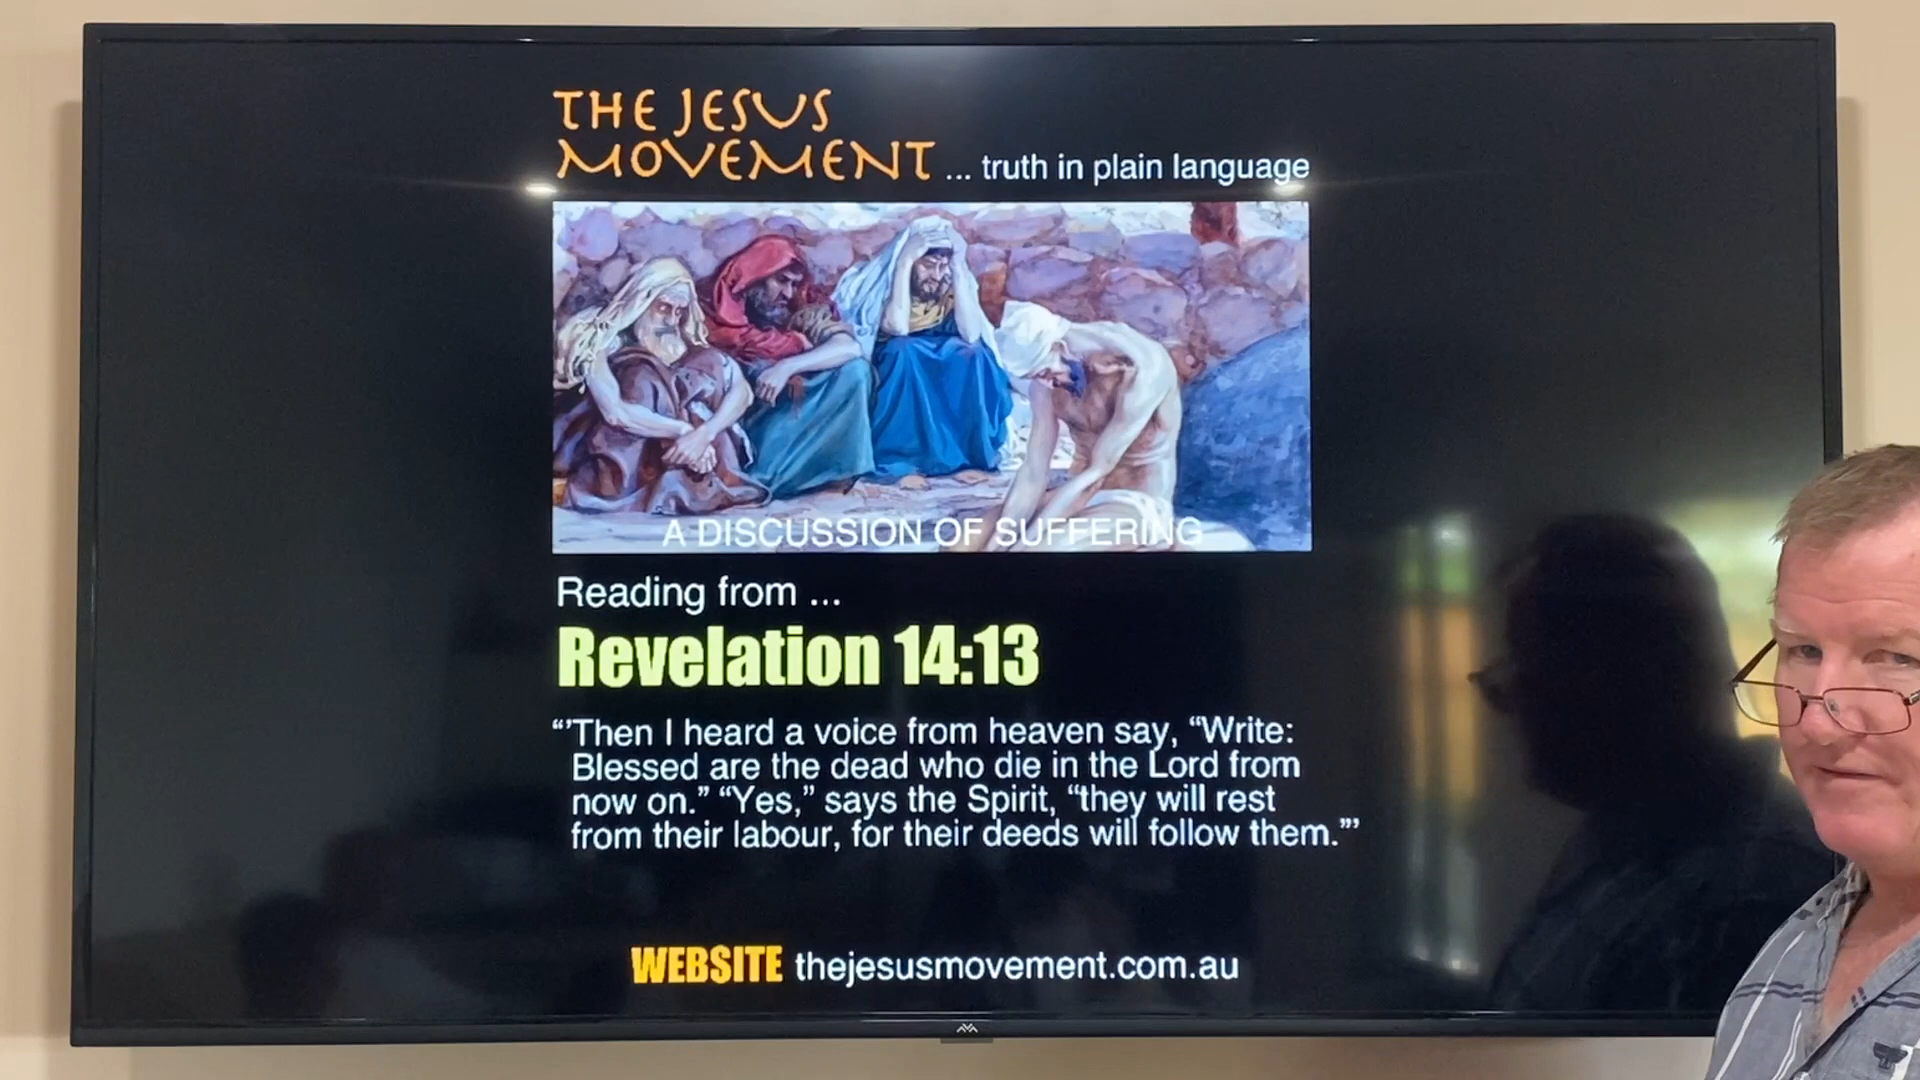 THE JESUS
MOVEMENT ... truth in plain language
A DISCUSSION OF SUFFERING
Reading from ...
Revelation 14:13
“’Then I heard a voice from heaven say, “Write:
Blessed are the dead who die in the Lord from
now on.” “Yes,” says the Spirit, “they will rest
from their labour, for their deeds will follow them.”’
WEBSITE thejesusmovement.com.au